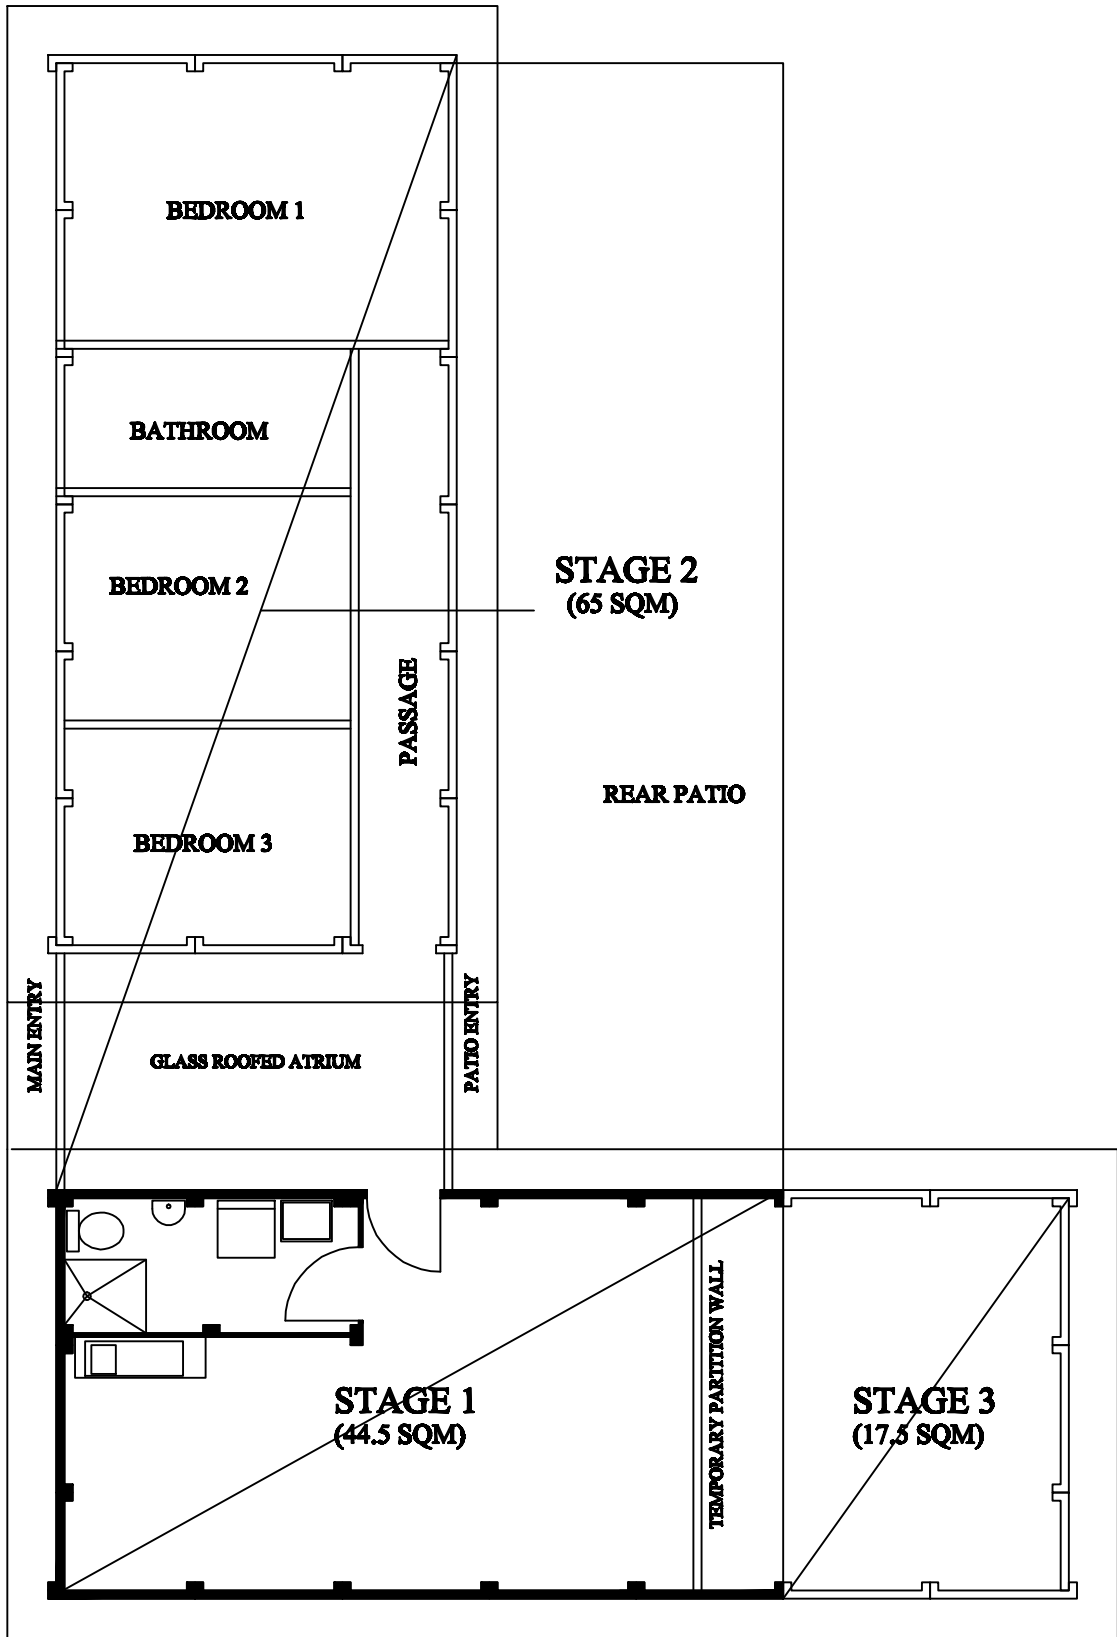 BEDROOM 1
BATHROOM
BEDROOM 2
STAGE 2
(65 SQM)
PASSAGE
REAR PATIO
BEDROOM 3
MAIN ENTRY
GLASS ROOFED ATRIUM
PATIO ENTRY
STAGE 1
(44.5 SQM)
TEMPORARY PARTITION WALL
STAGE 3
(17.5 SQM)